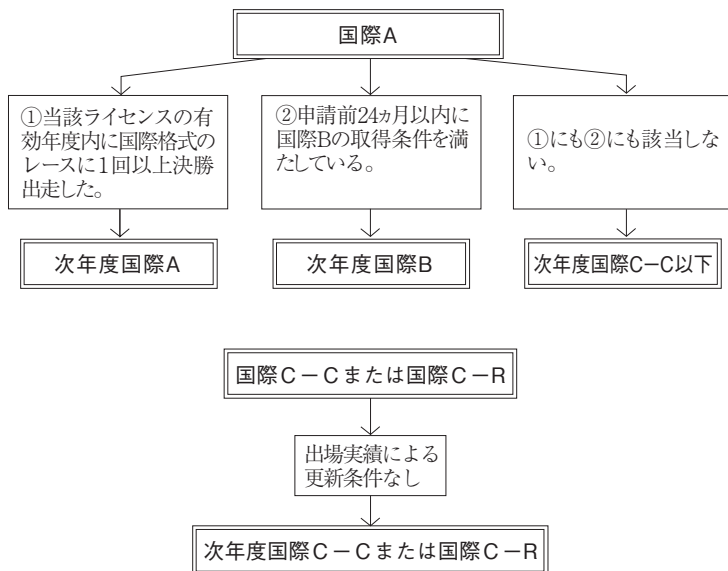 国際A
①当該ライセンスの有
効年度内に国際格式の
レースに1回以上決勝
出走した。
②申請前24ヵ月以内に
国際Bの取得条件を満
たしている。
①にも②にも該当しな
い。
次年度国際A
次年度国際B
次年度国際C−C以下
国際C−Cまたは国際C−R
出場実績による
更新条件なし
次年度国際C−Cまたは国際C−R